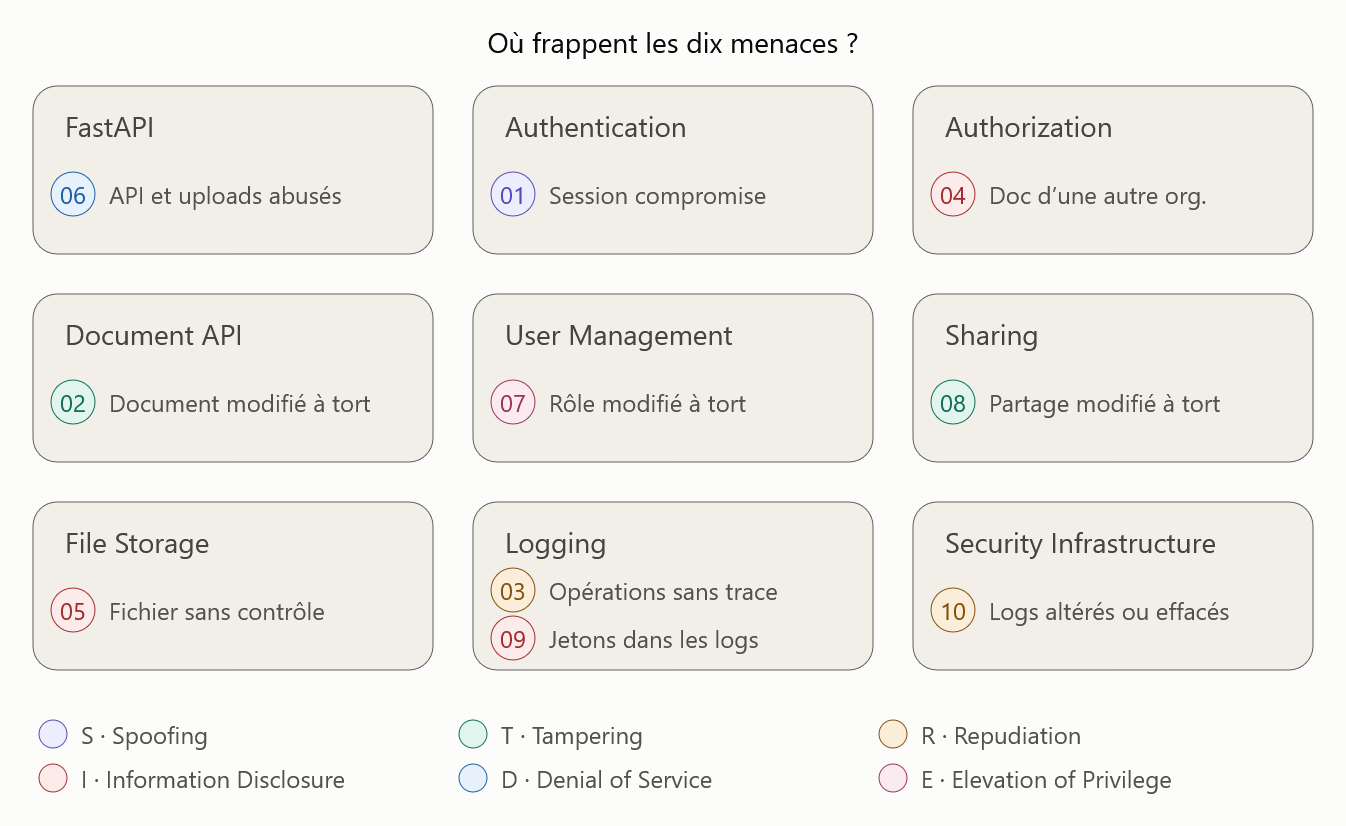 Où frappent les dix menaces ?
FastAPI
06 API et uploads abusés
Authentication
01 Session compromise
Authorization
04 Doc d’une autre org.
Document API
02 Document modifié à tort
User Management
07 Rôle modifié à tort
Sharing
08 Partage modifié à tort
File Storage
05 Fichier sans contrôle
Logging
03 Opérations sans trace
09 Jetons dans les logs
Security Infrastructure
10 Logs altérés ou effacés
S · Spoofing
T · Tampering
R · Repudiation
I · Information Disclosure
D · Denial of Service
E · Elevation of Privilege